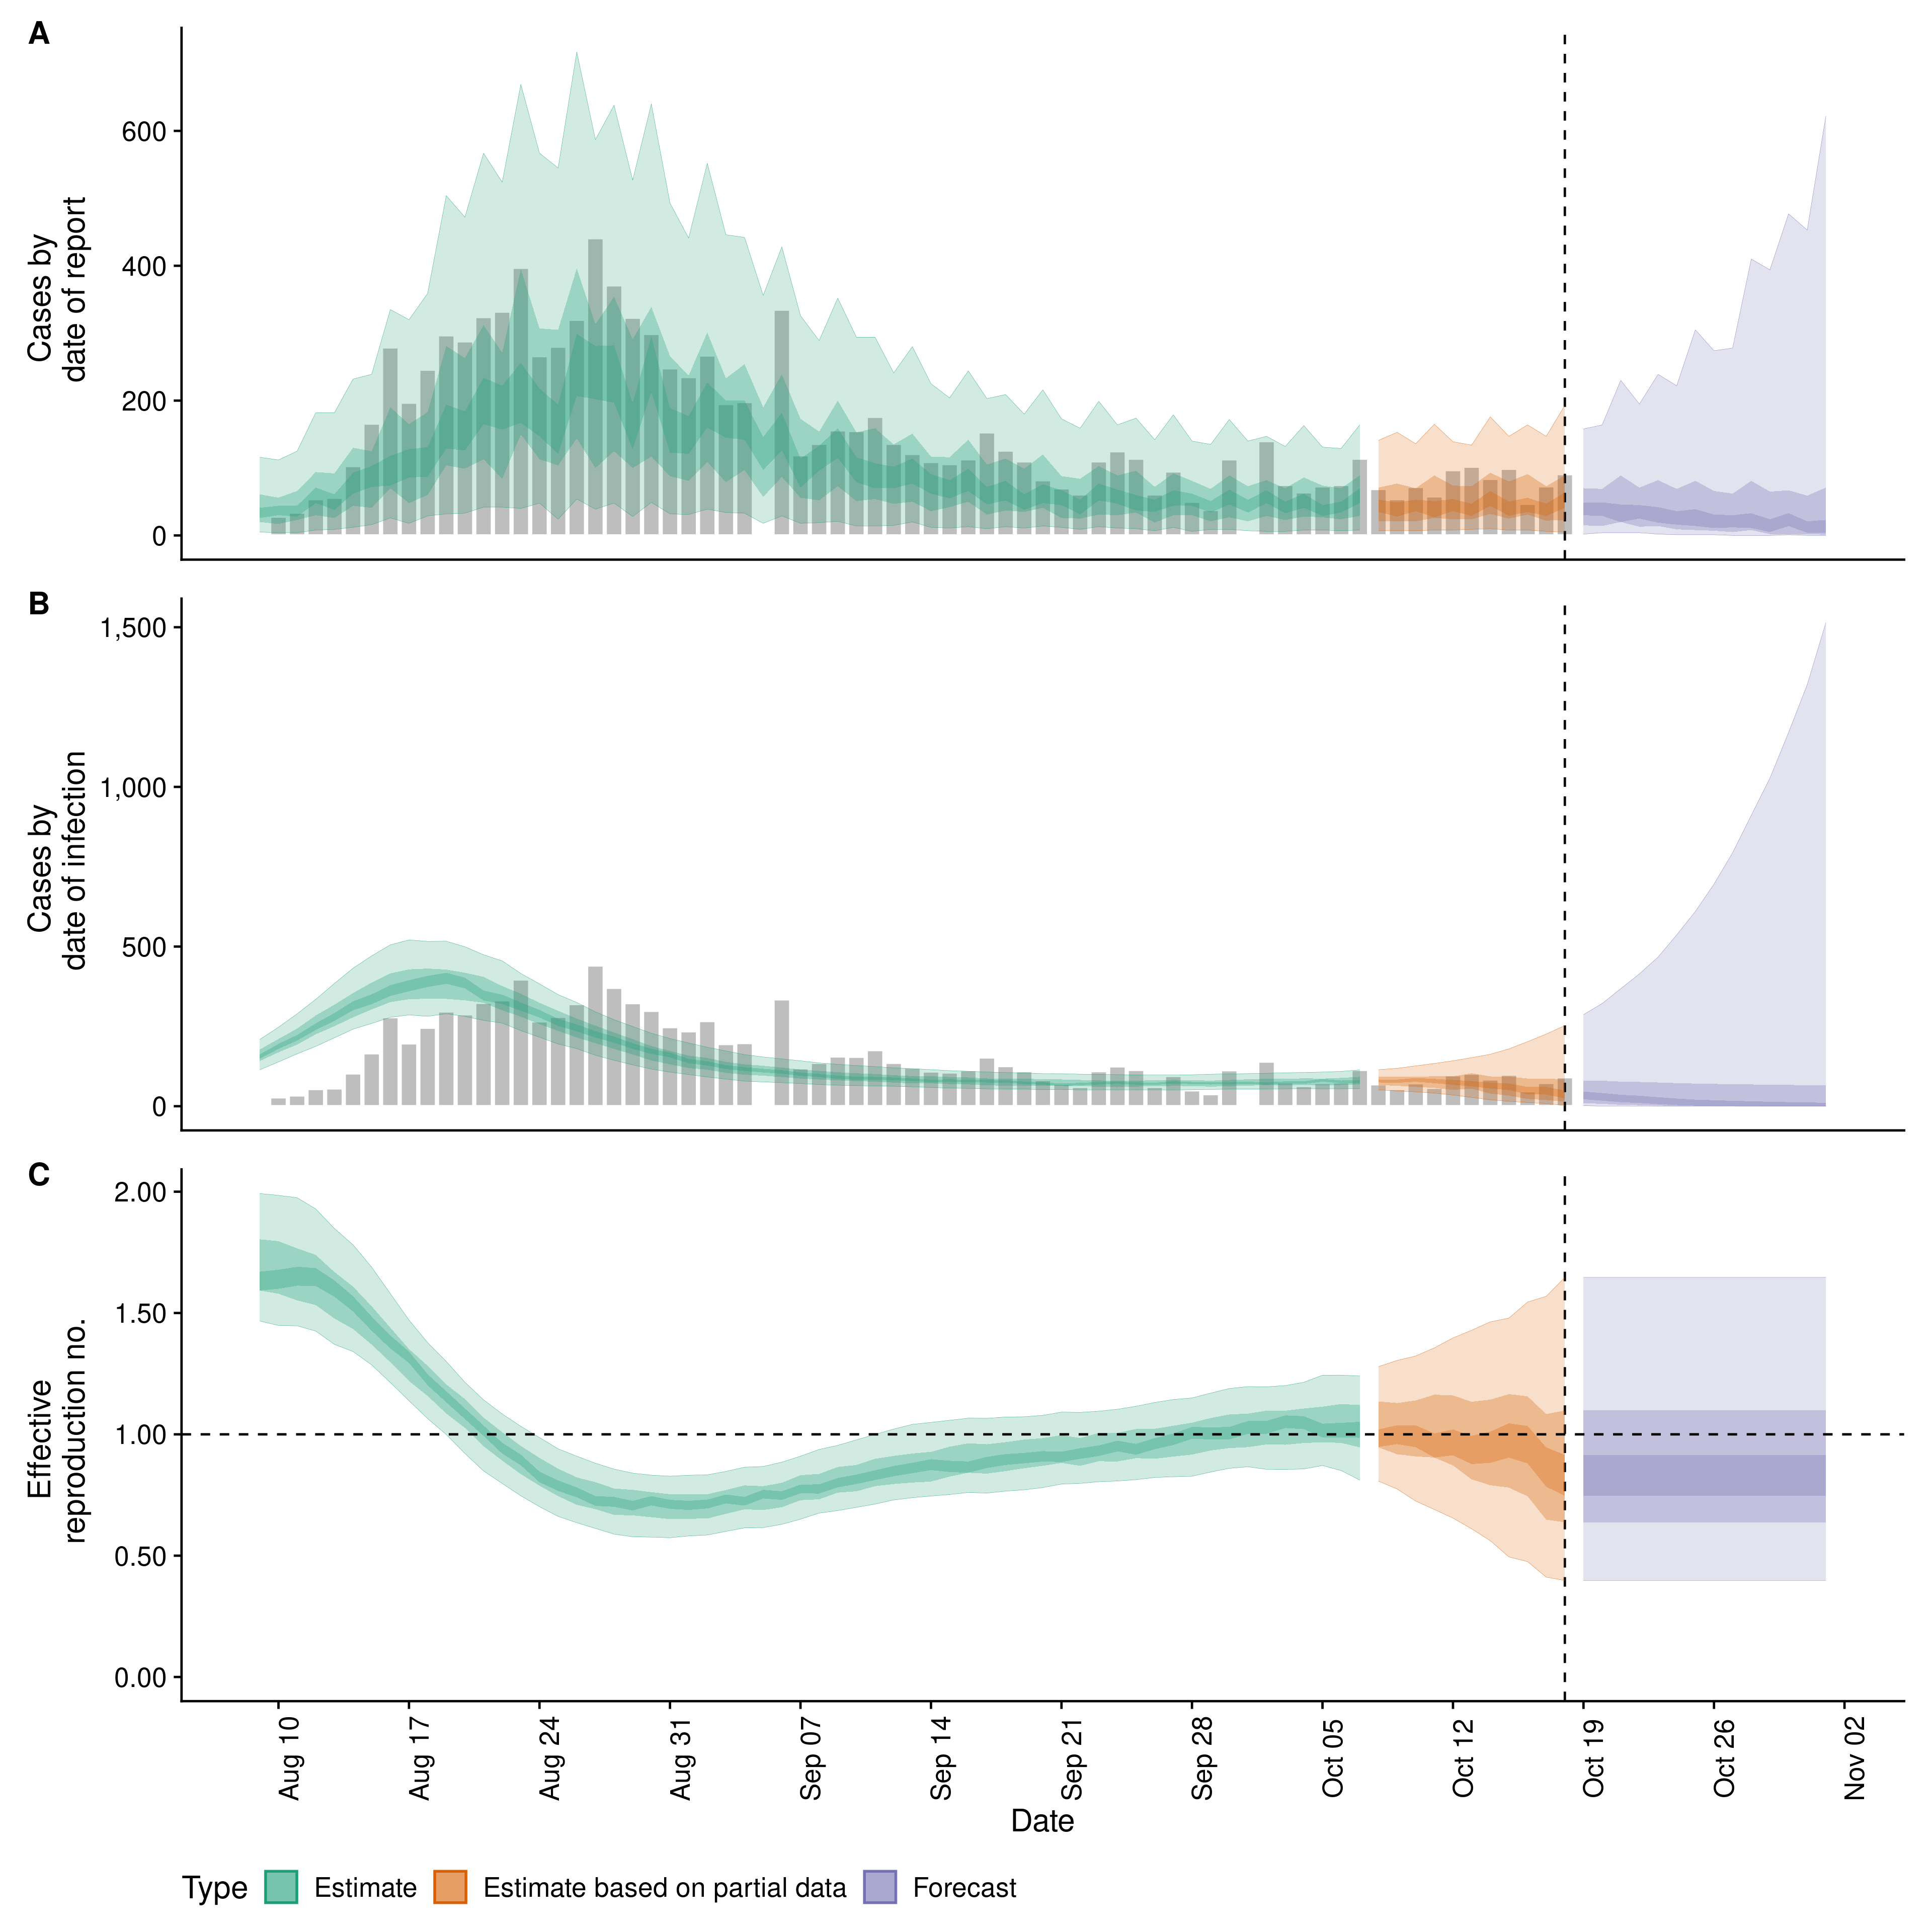 A
Cases by
date of report
600
400
200
0
B
Cases by
date of infection
1,500
1,000
500
0
C
Effective
reproduction no.
2.00
1.50
1.00
0.50
0.00
Aug 10
Aug 17
Aug 24
Aug 31
Sep 07
Sep 14
Sep 21
Sep 28
Oct 05
Oct 12
Oct 19
Oct 26
Nov 02
Date
Type Estimate Estimate based on partial data Forecast